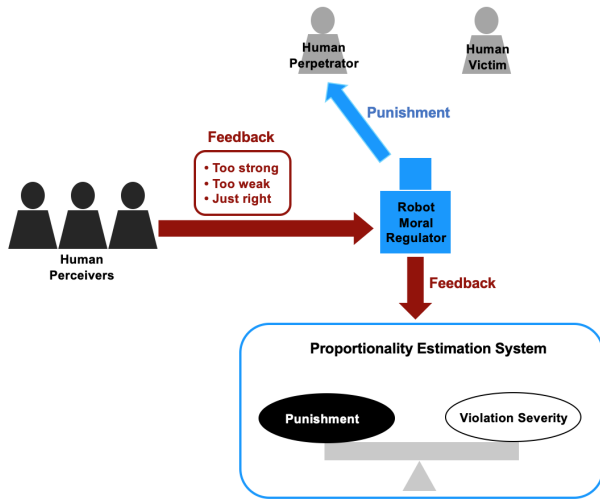 Human
Perpetrator
Human
Victim
Punishment
Feedback
• Too strong
• Too weak
• Just right
Robot
Moral
Regulator
Human
Perceivers
Feedback
Proportionality Estimation System
Punishment
Violation Severity